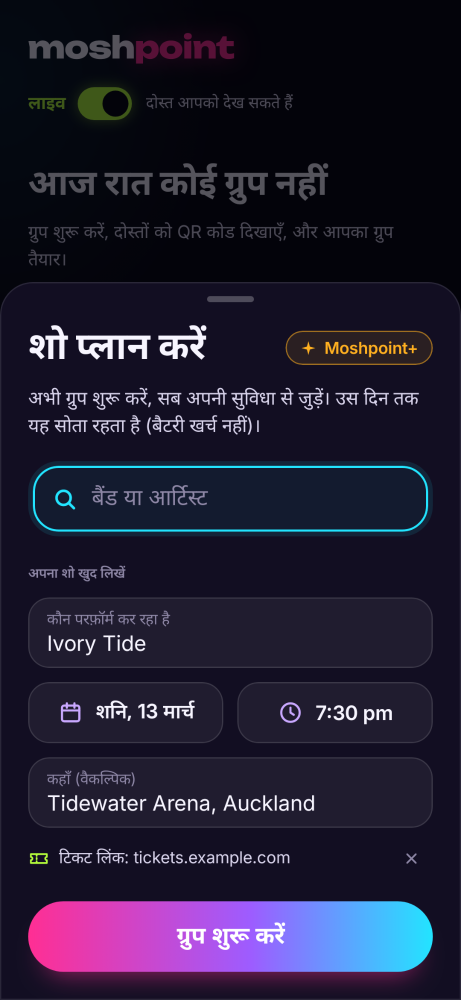 moshpoint
लाइव
दोस्त आपको देख सकते हैं
आज रात कोई ग्रुप नहीं
ग्रुप शुरू करें, दोस्तों को QR कोड दिखाएँ, और आपका ग्रुप
तैयार।
शो प्लान करें
Moshpoint+
अभी ग्रुप शुरू करें, सब अपनी सुविधा से जुड़ें। उस दिन तक
यह सोता रहता है (बैटरी खर्च नहीं)।
बैंड या आर्टिस्ट
अपना शो खुद लिखें
कौन परफ़ॉर्म कर रहा है
Ivory Tide
शनि, 13 मार्च
7:30 pm
कहाँ (वैकल्पिक)
Tidewater Arena, Auckland
टिकट लिंक: tickets.example.com
ग्रुप शुरू करें